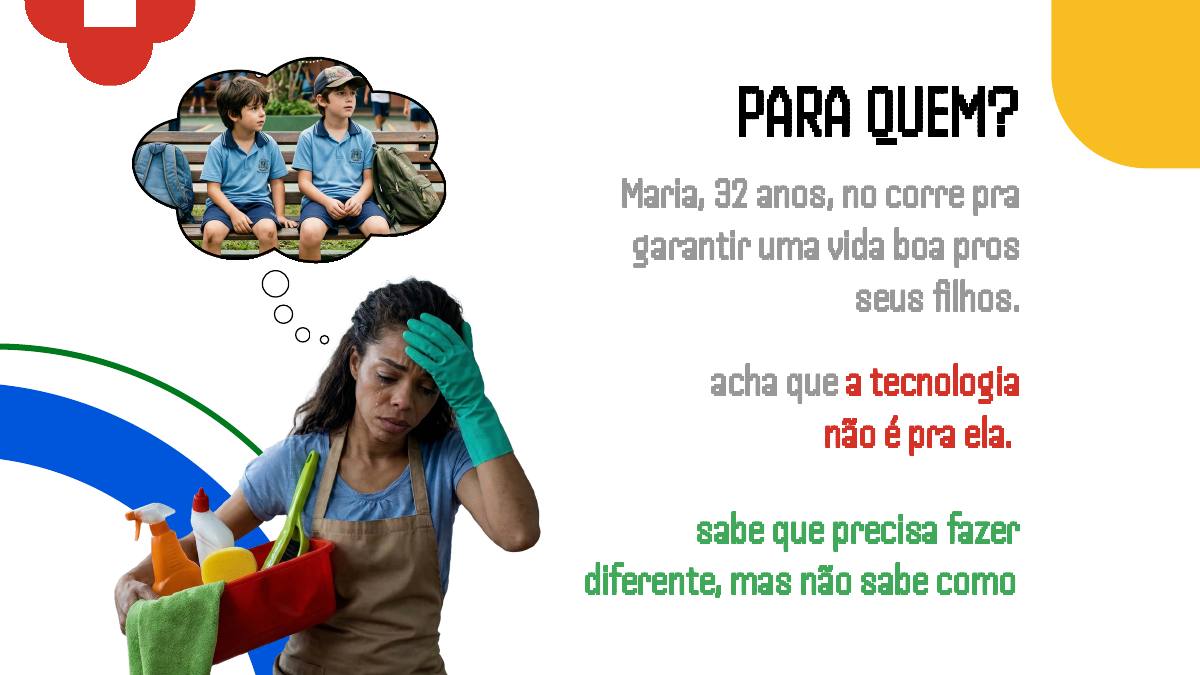 PARA QUEM?
Maria, 32 anos, no corre pra
garantir uma vida boa pros
seus filhos.
acha que a tecnologia
não é pra ela.
sabe que precisa fazer
diferente, mas não sabe como